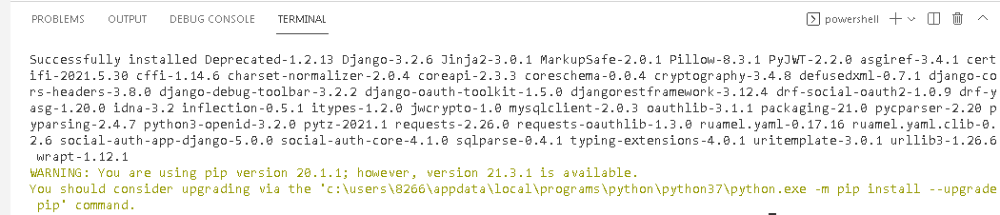 PROBLEMS OUTPUT DEBUG CONSOLE TERMINAL powershell
Successfully installed Deprecated-1.2.13 Django-3.2.6 Jinja2-3.0.1 MarkupSafe-2.0.1 Pillow-8.3.1 PyJWT-2.2.0 asgiref-3.4.1 cert
ifi-2021.5.30 cffi-1.14.6 charset-normalizer-2.0.4 coreapi-2.3.3 coreschema-0.0.4 cryptography-3.4.8 defusedxml-0.7.1 django-co
rs-headers-3.8.0 django-debug-toolbar-3.2.2 django-oauth-toolkit-1.5.0 djangorestframework-3.12.4 drf-social-oauth2-1.0.9 drf-y
asg-1.20.0 idna-3.2 inflection-0.5.1 itypes-1.2.0 jwcrypto-1.0 mysqlclient-2.0.3 oauthlib-3.1.1 packaging-21.0 pycparser-2.20 p
yparsing-2.4.7 python3-openid-3.2.0 pytz-2021.1 requests-2.26.0 requests-oauthlib-1.3.0 ruamel.yaml-0.17.16 ruamel.yaml.clib-0.
2.6 social-auth-app-django-5.0.0 social-auth-core-4.1.0 sqlparse-0.4.1 typing-extensions-4.0.1 uritemplate-3.0.1 urllib3-1.26.6
wrapt-1.12.1
WARNING: You are using pip version 20.1.1; however, version 21.3.1 is available.
You should consider upgrading via the 'c:\users\8266\appdata\local\programs\python\python37\python.exe -m pip install --upgrade
pip' command.